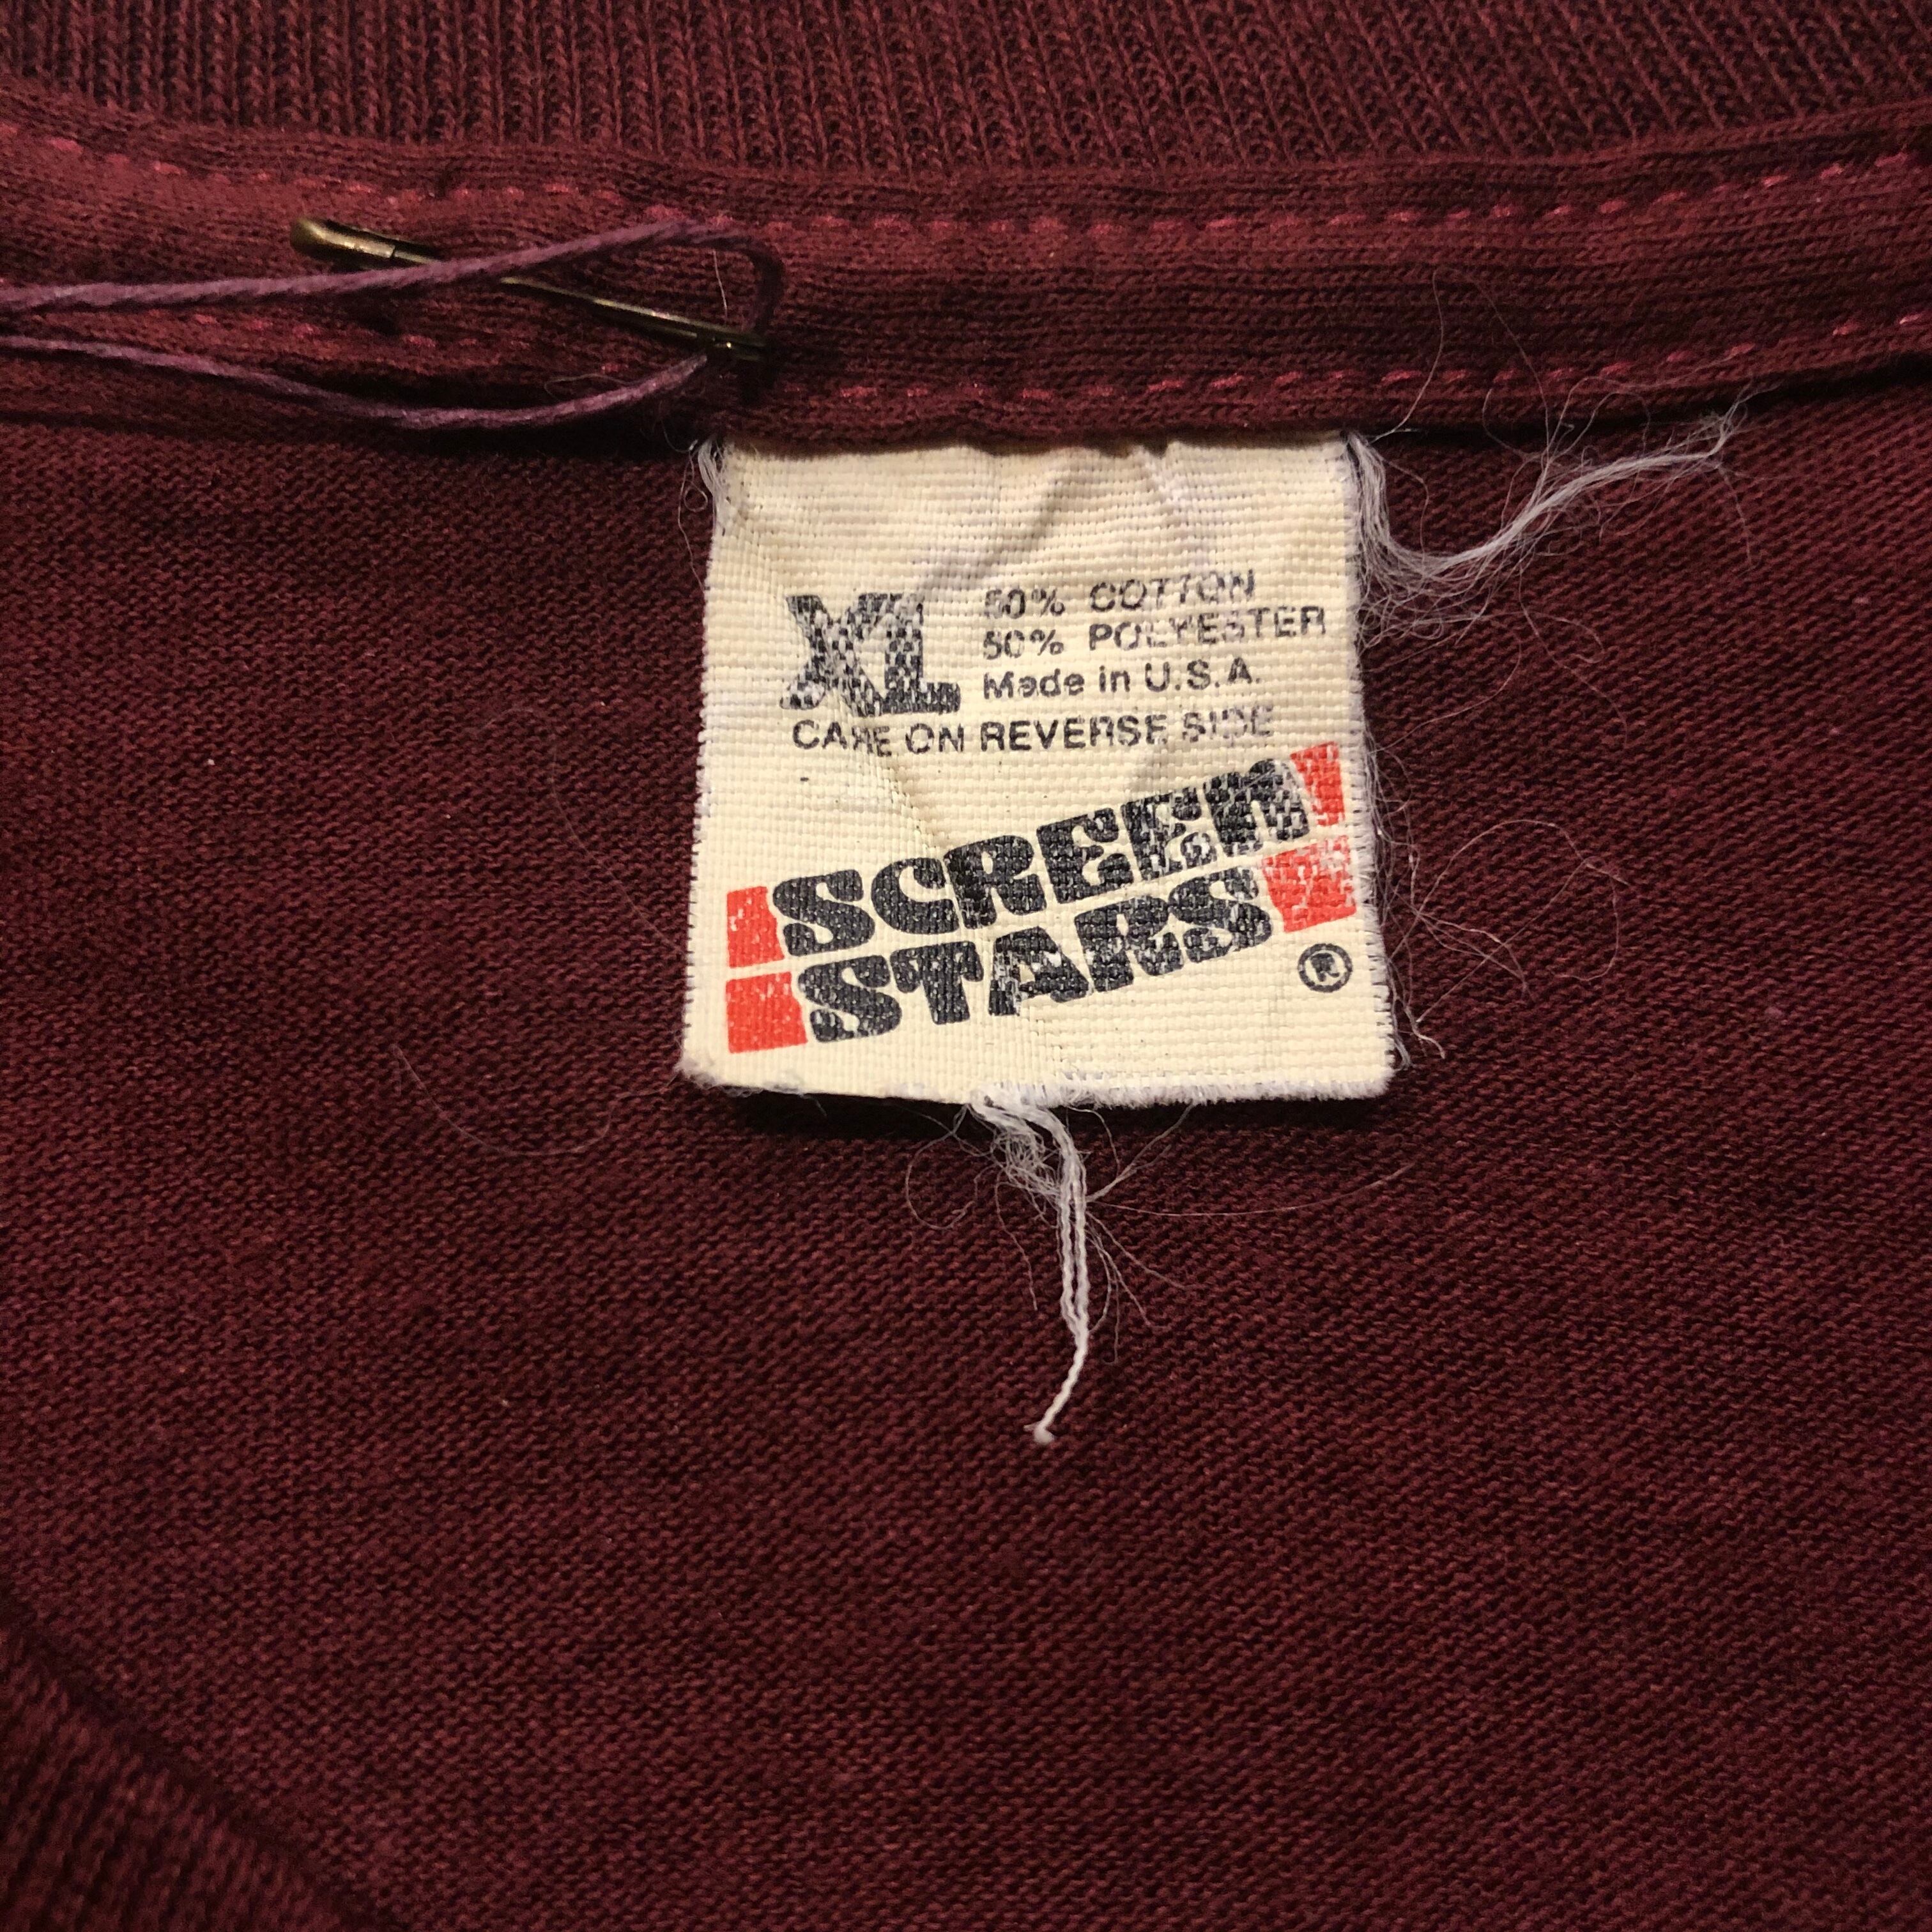 XL
50% COTTON
50% POLYESTER
Made in U.S.A.
CARE ON REVERSE SIDE
SCREEN
STARS
®